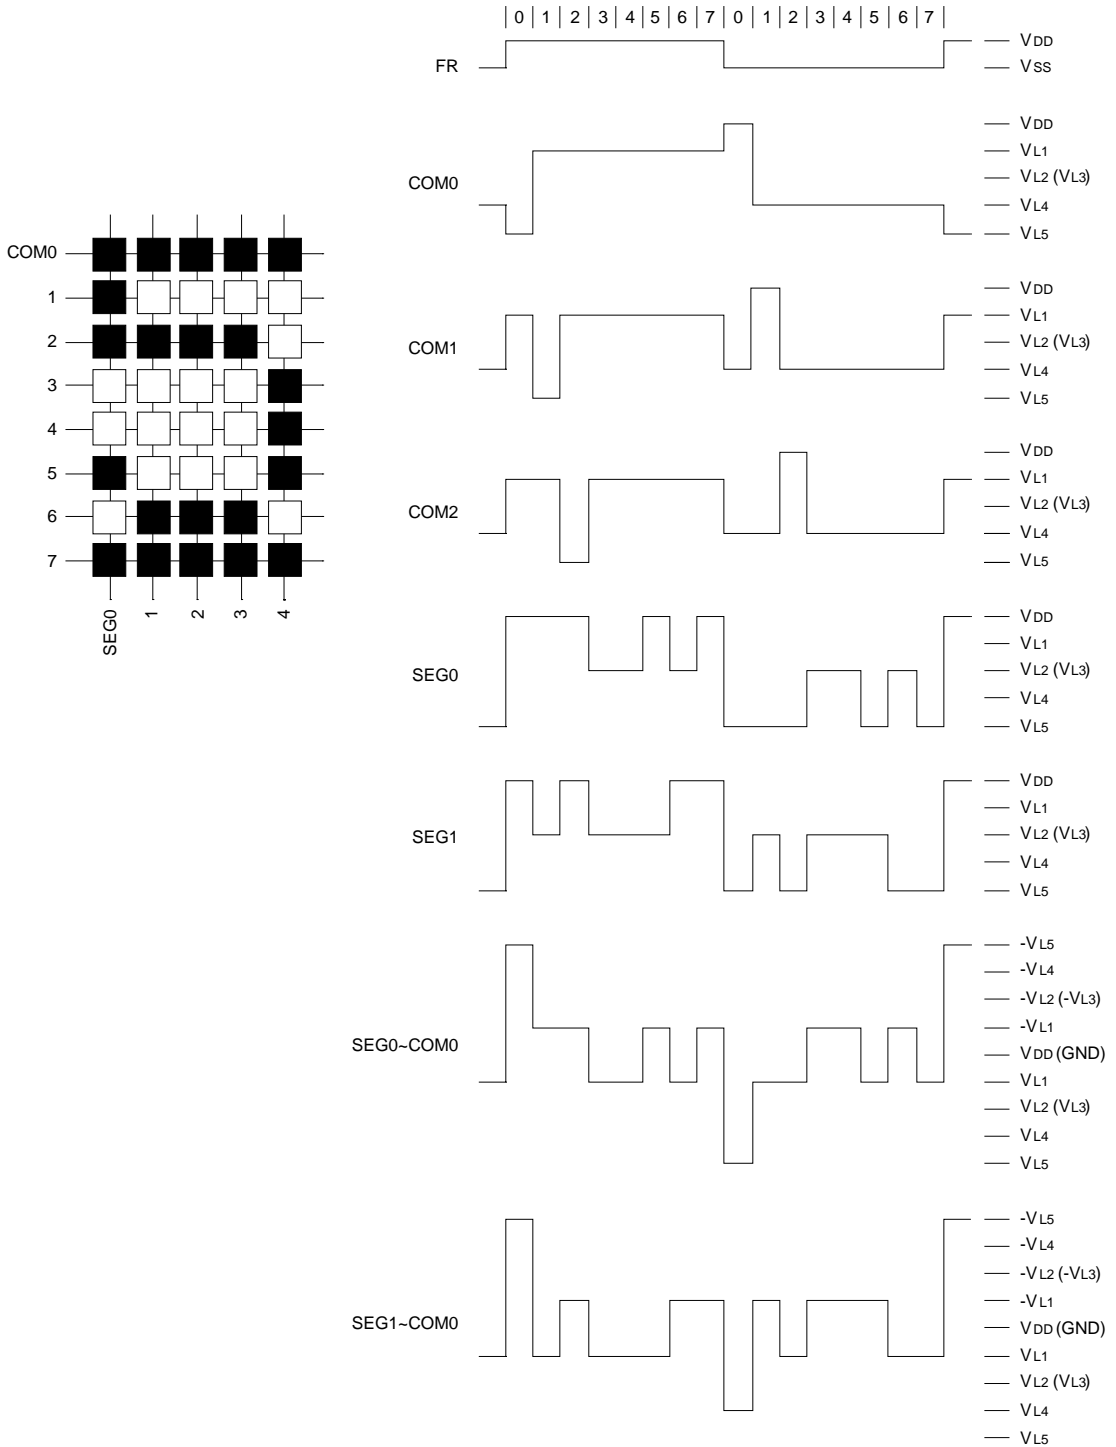 0 1 2 3 4 5 6 7 0 1 2 3 4 5 6 7
FR
VDD
VSS
COM0
VDD
VL1
VL2 (VL3)
VL4
VL5
COM0
1
2
3
4
5
6
7
SEG0 1 2 3 4
COM1
VDD
VL1
VL2 (VL3)
VL4
VL5
COM2
VDD
VL1
VL2 (VL3)
VL4
VL5
SEG0
VDD
VL1
VL2 (VL3)
VL4
VL5
SEG1
VDD
VL1
VL2 (VL3)
VL4
VL5
SEG0~COM0
-VL5
-VL4
-VL2 (-VL3)
-VL1
VDD (GND)
VL1
VL2 (VL3)
VL4
VL5
SEG1~COM0
-VL5
-VL4
-VL2 (-VL3)
-VL1
VDD (GND)
VL1
VL2 (VL3)
VL4
VL5